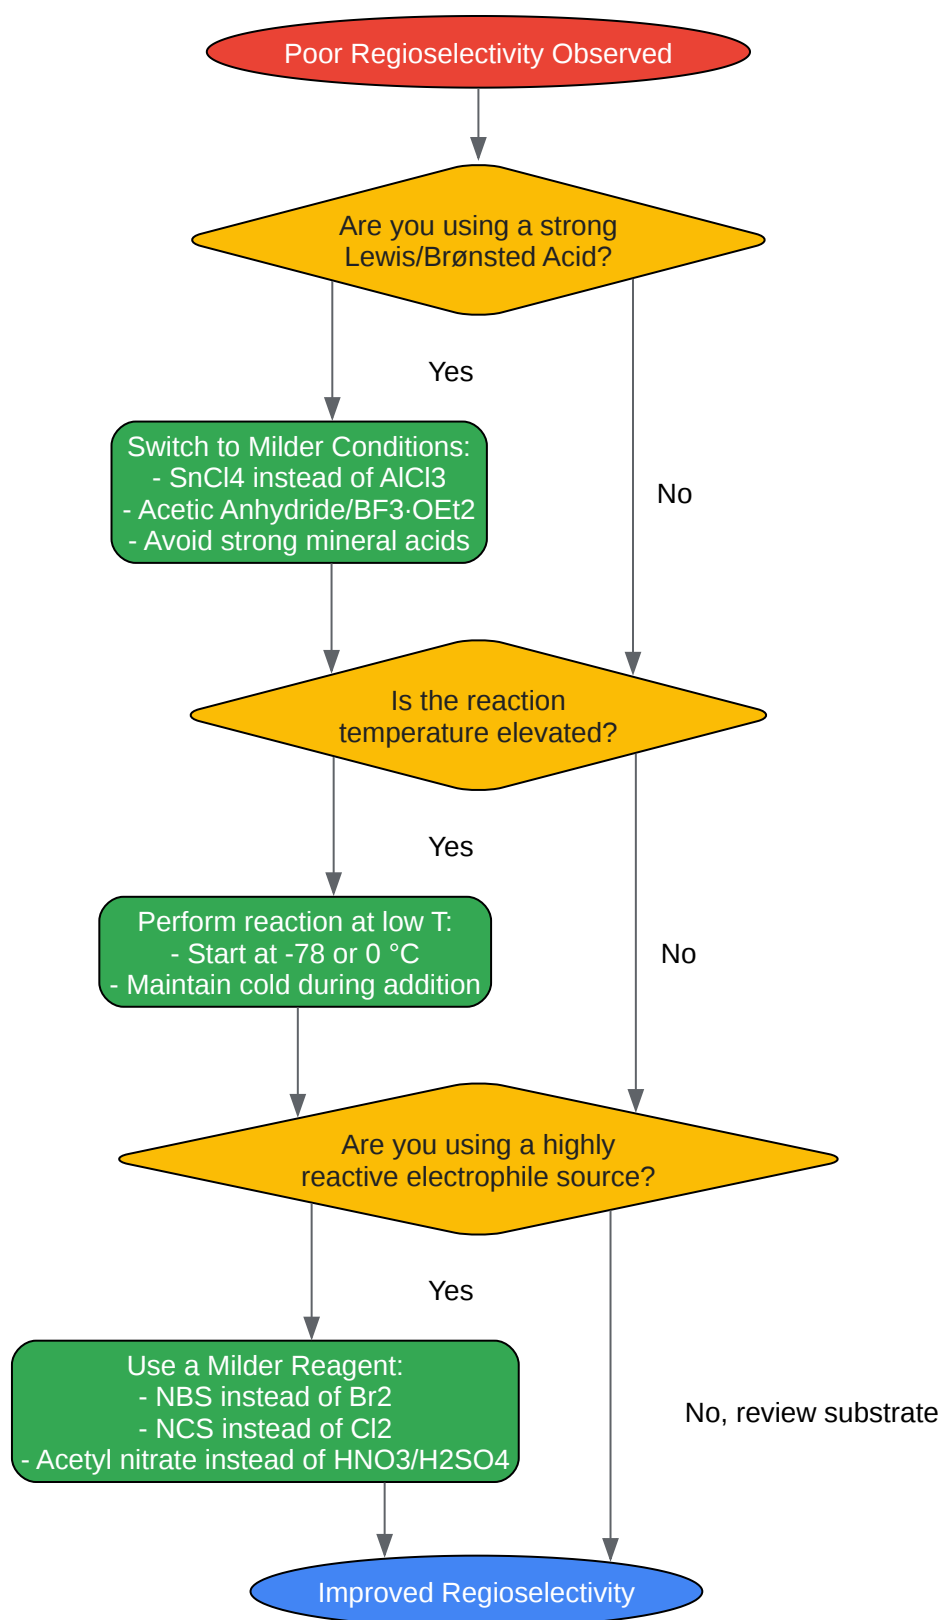 Poor Regioselectivity Observed
Are you using a strong
Lewis/Brønsted Acid?
Yes
Switch to Milder Conditions:
- SnCl4 instead of AlCl3
- Acetic Anhydride/BF3·OEt2
- Avoid strong mineral acids
No
Is the reaction
temperature elevated?
Yes
Perform reaction at low T:
- Start at -78 or 0 °C
- Maintain cold during addition
No
Are you using a highly
reactive electrophile source?
Yes
Use a Milder Reagent:
- NBS instead of Br2
- NCS instead of Cl2
- Acetyl nitrate instead of HNO3/H2SO4
No, review substrate
Improved Regioselectivity